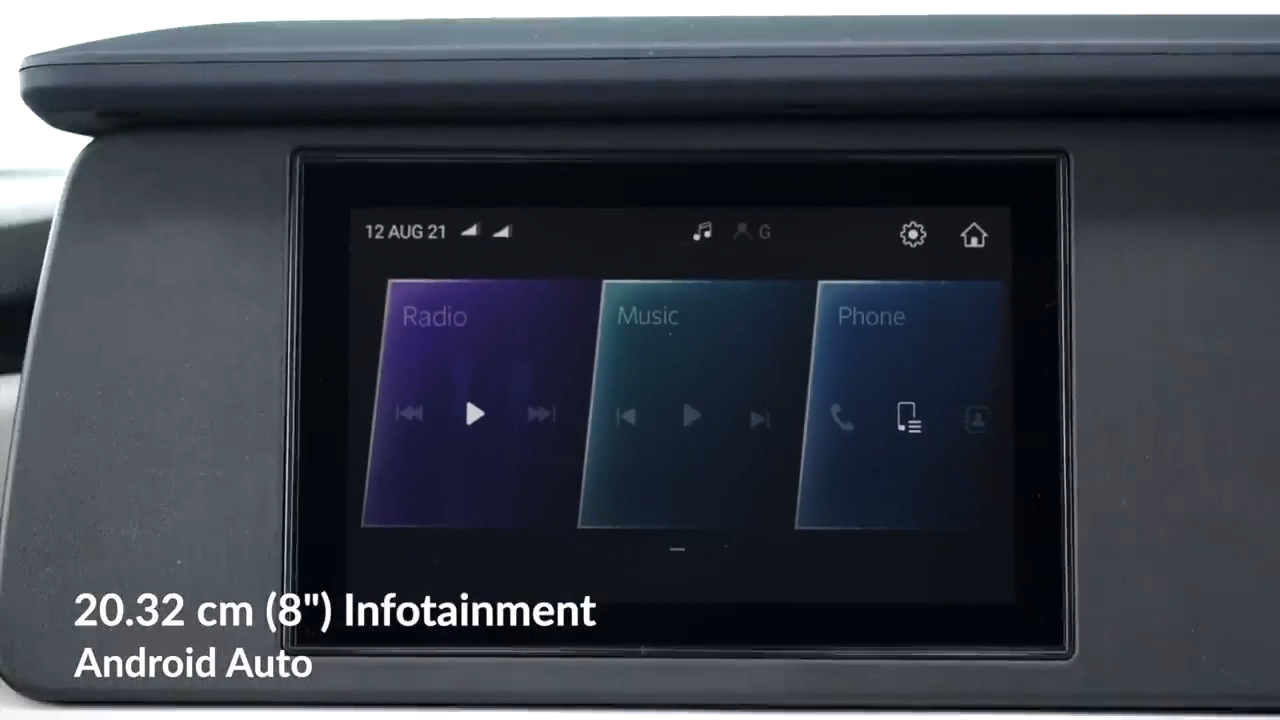 12 AUG 21 G
Radio Music Phone
20.32 cm (8") Infotainment
Android Auto